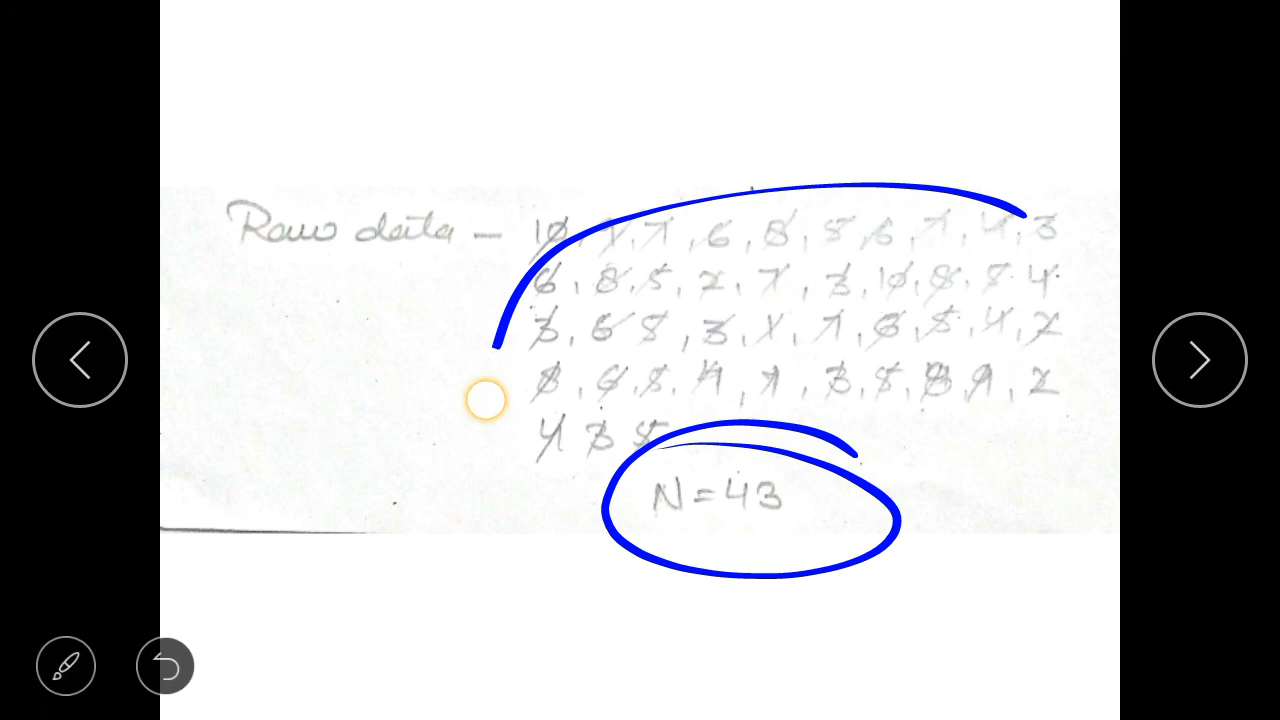 Raw data - 10, 1, 7, 6, 8, 5, 6, 7, 4, 3
6, 8, 5, 2, 7, 3, 10, 8, 5, 4
3, 6 5, 3, 1, 7, 6, 5, 4, 2
8, 6, 5, 4, 7, 3, 5, 8, 9, 2
4 3 5
N = 43